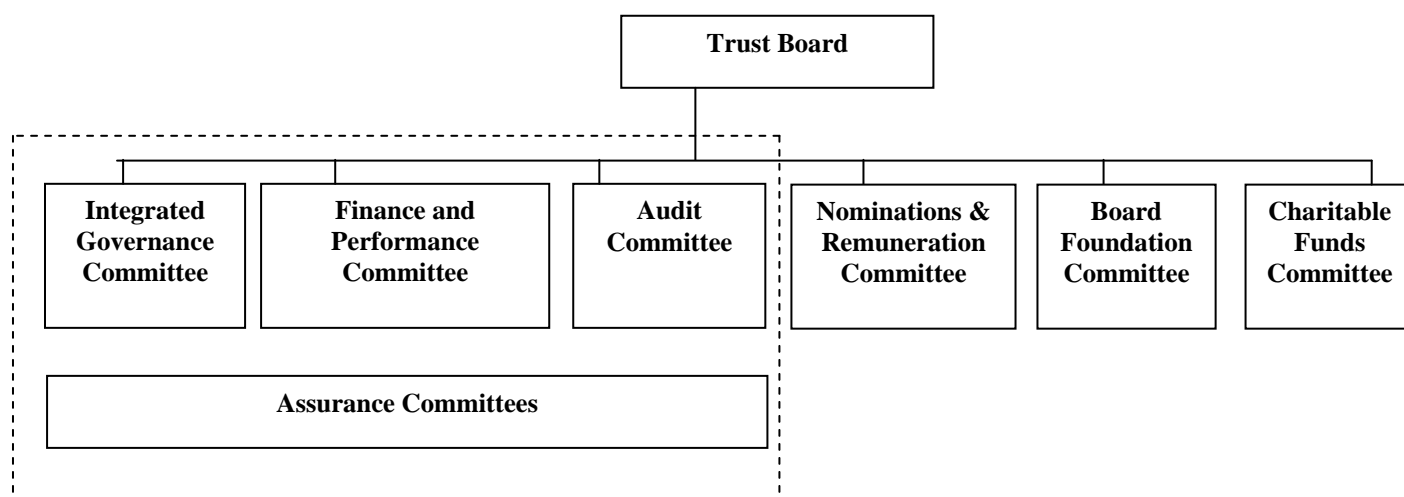 Trust Board
Integrated
Governance
Committee
Finance and
Performance
Committee
Audit
Committee
Nominations &
Remuneration
Committee
Board
Foundation
Committee
Charitable
Funds
Committee
Assurance Committees